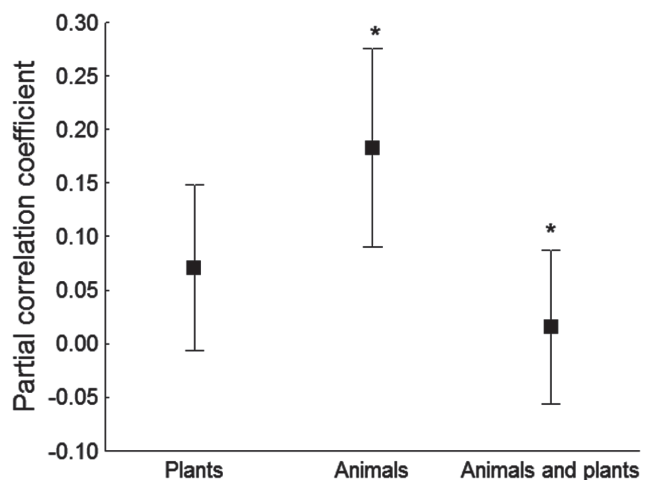 Partial correlation coefficient
0.30
0.25
0.20
0.15
0.10
0.05
0.00
-0.05
-0.10
*
*
Plants
Animals
Animals and plants